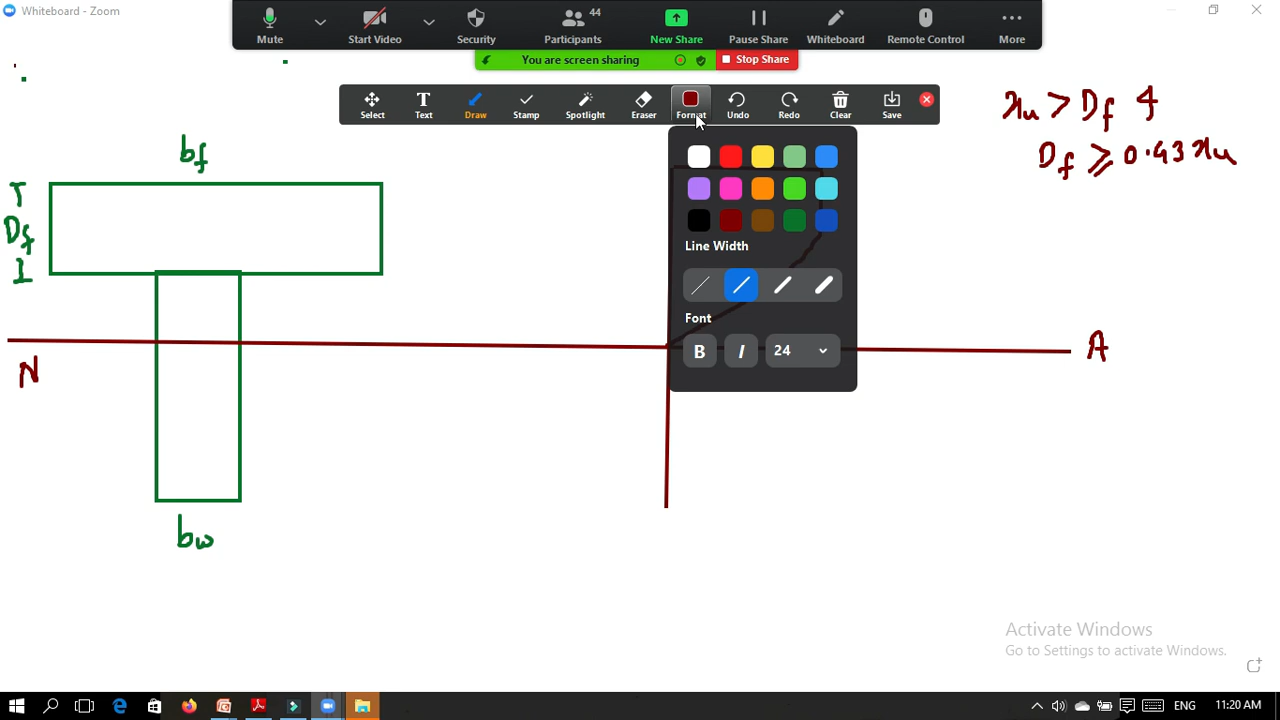 Whiteboard - Zoom
44
Mute
Start Video
Security
Participants
New Share
Pause Share
Whiteboard
Remote Control
More
You are screen sharing
Stop Share
Select
Text
Draw
Stamp
Spotlight
Eraser
Format
Undo
Redo
Clear
Save
xu > Df &
Df ≥ 0.43 xu
bf
Df
Line Width
Font
B I 24
N
A
bw
Activate Windows
Go to Settings to activate Windows.
ENG 11:20 AM